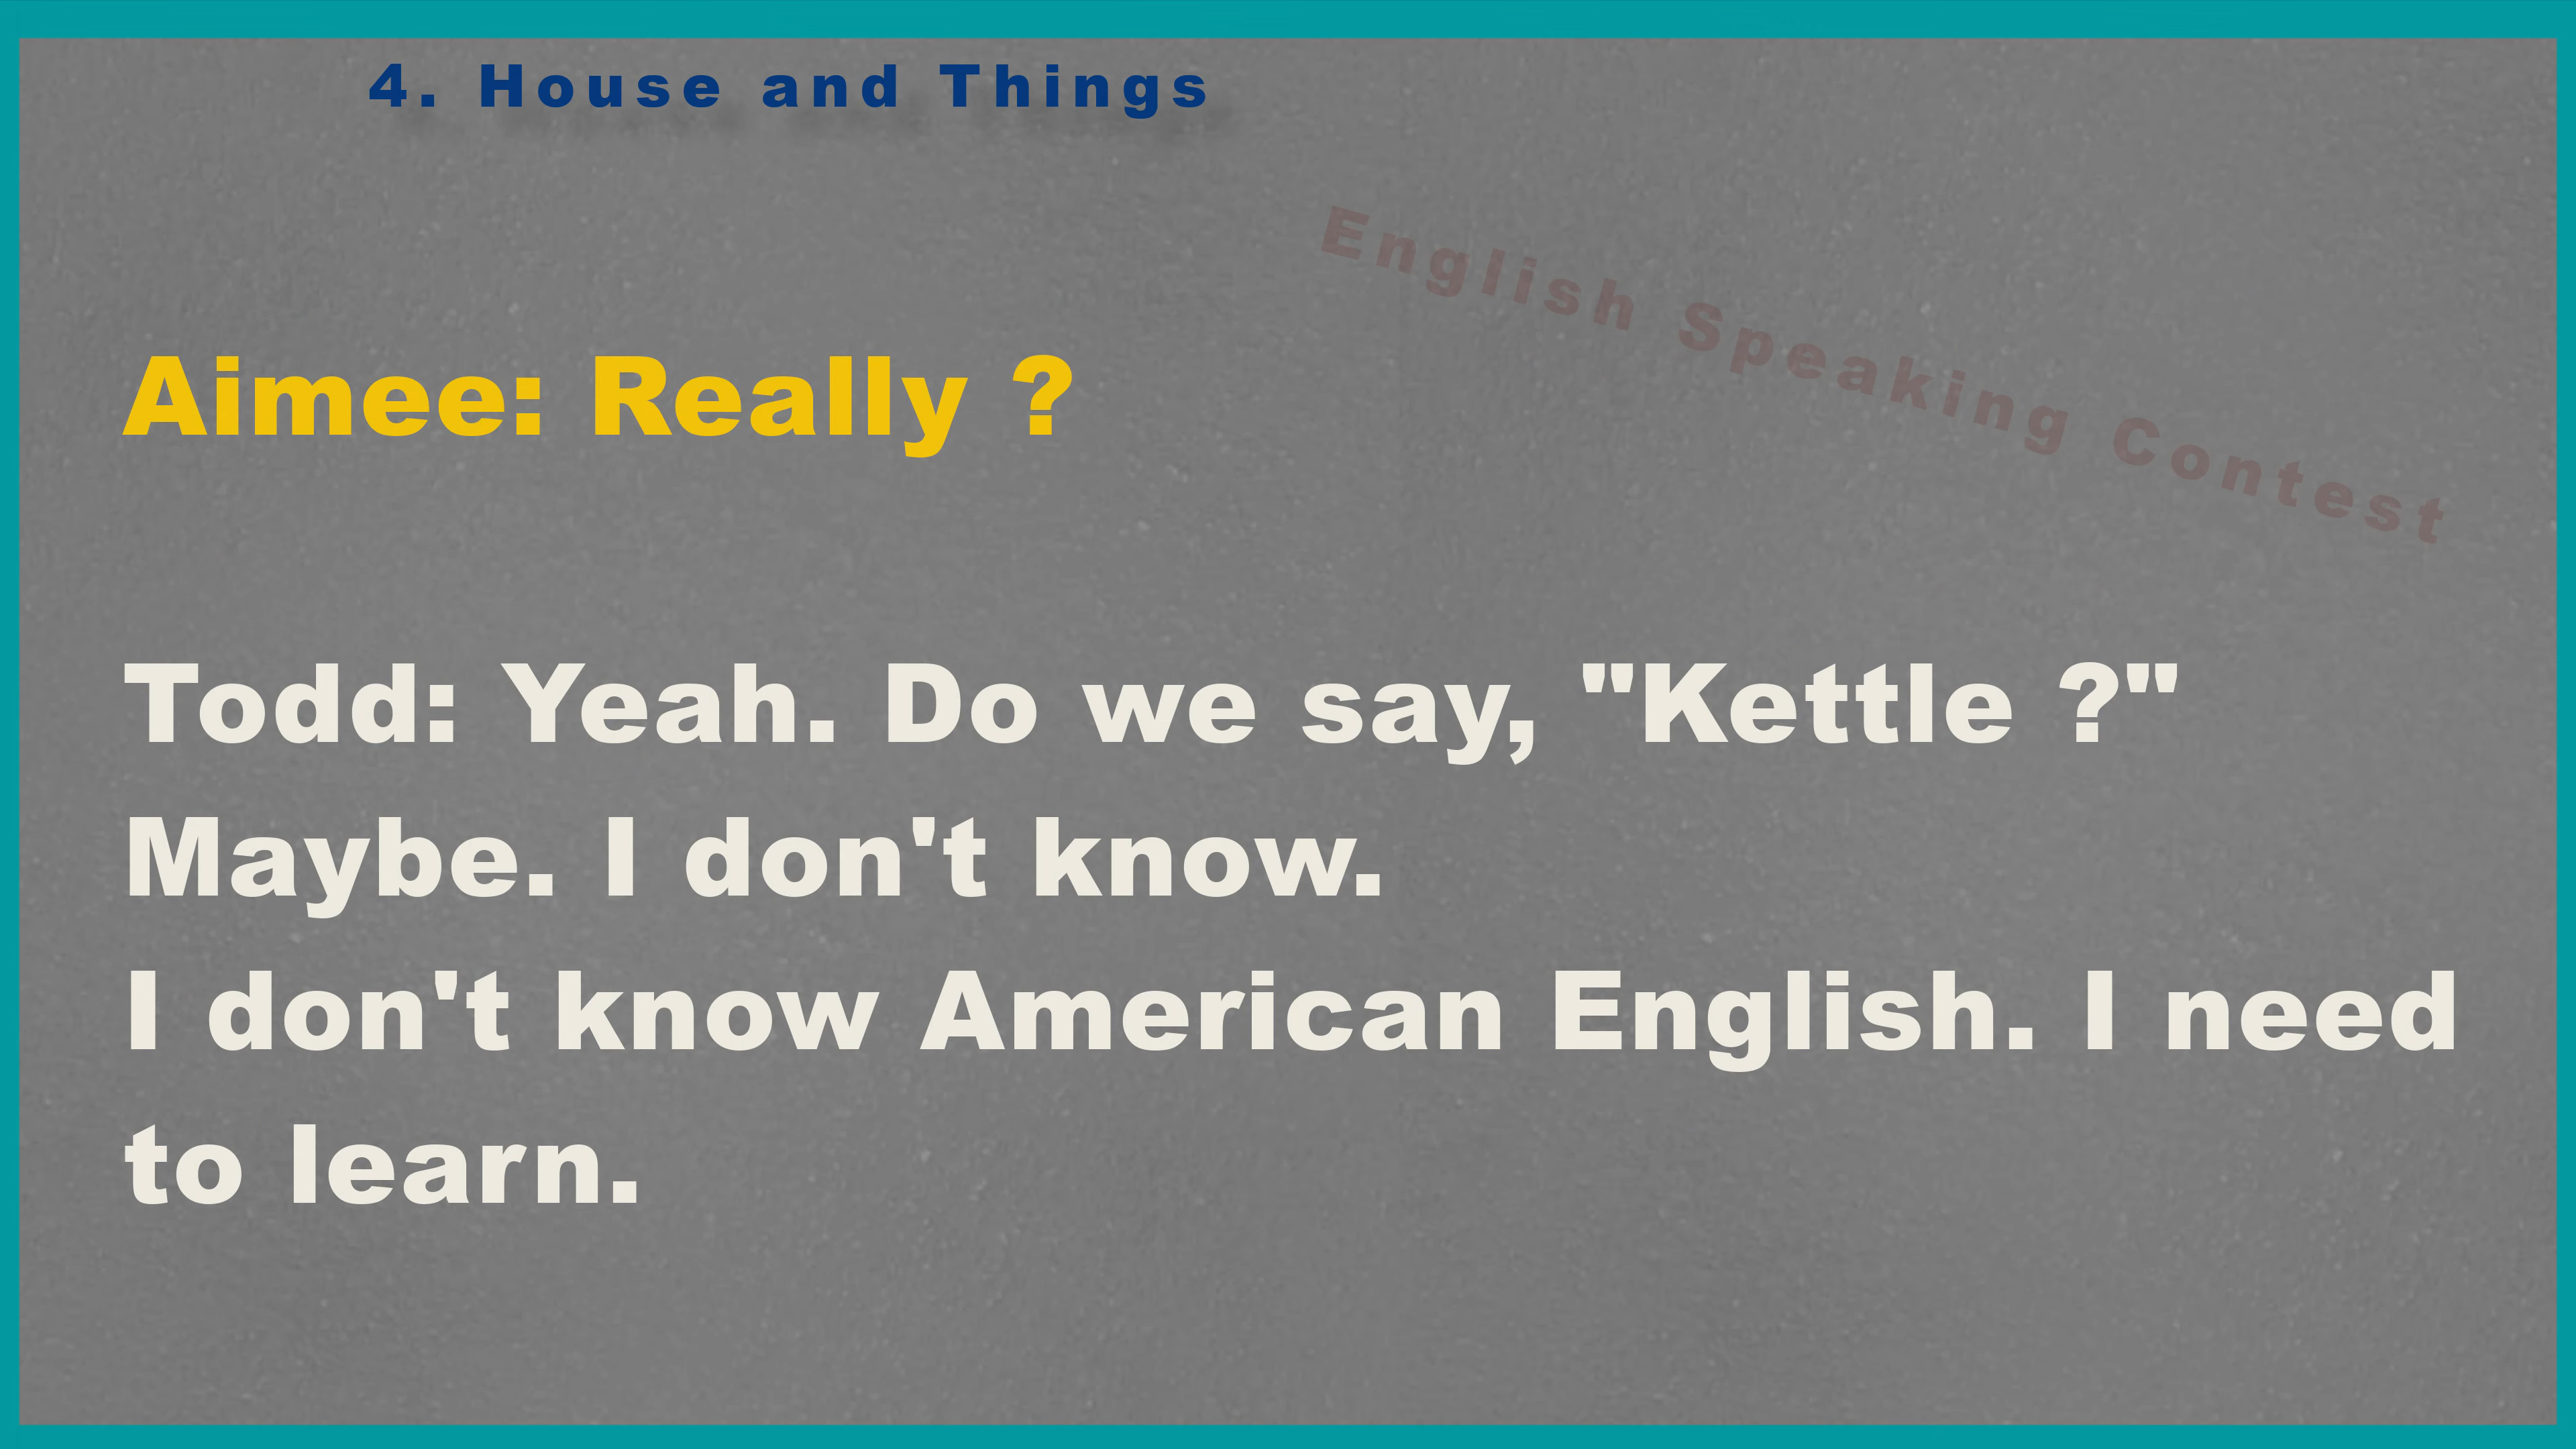 4. House and Things
English Speaking Contest
Aimee: Really ?
Todd: Yeah. Do we say, "Kettle ?"
Maybe. I don't know.
I don't know American English. I need
to learn.